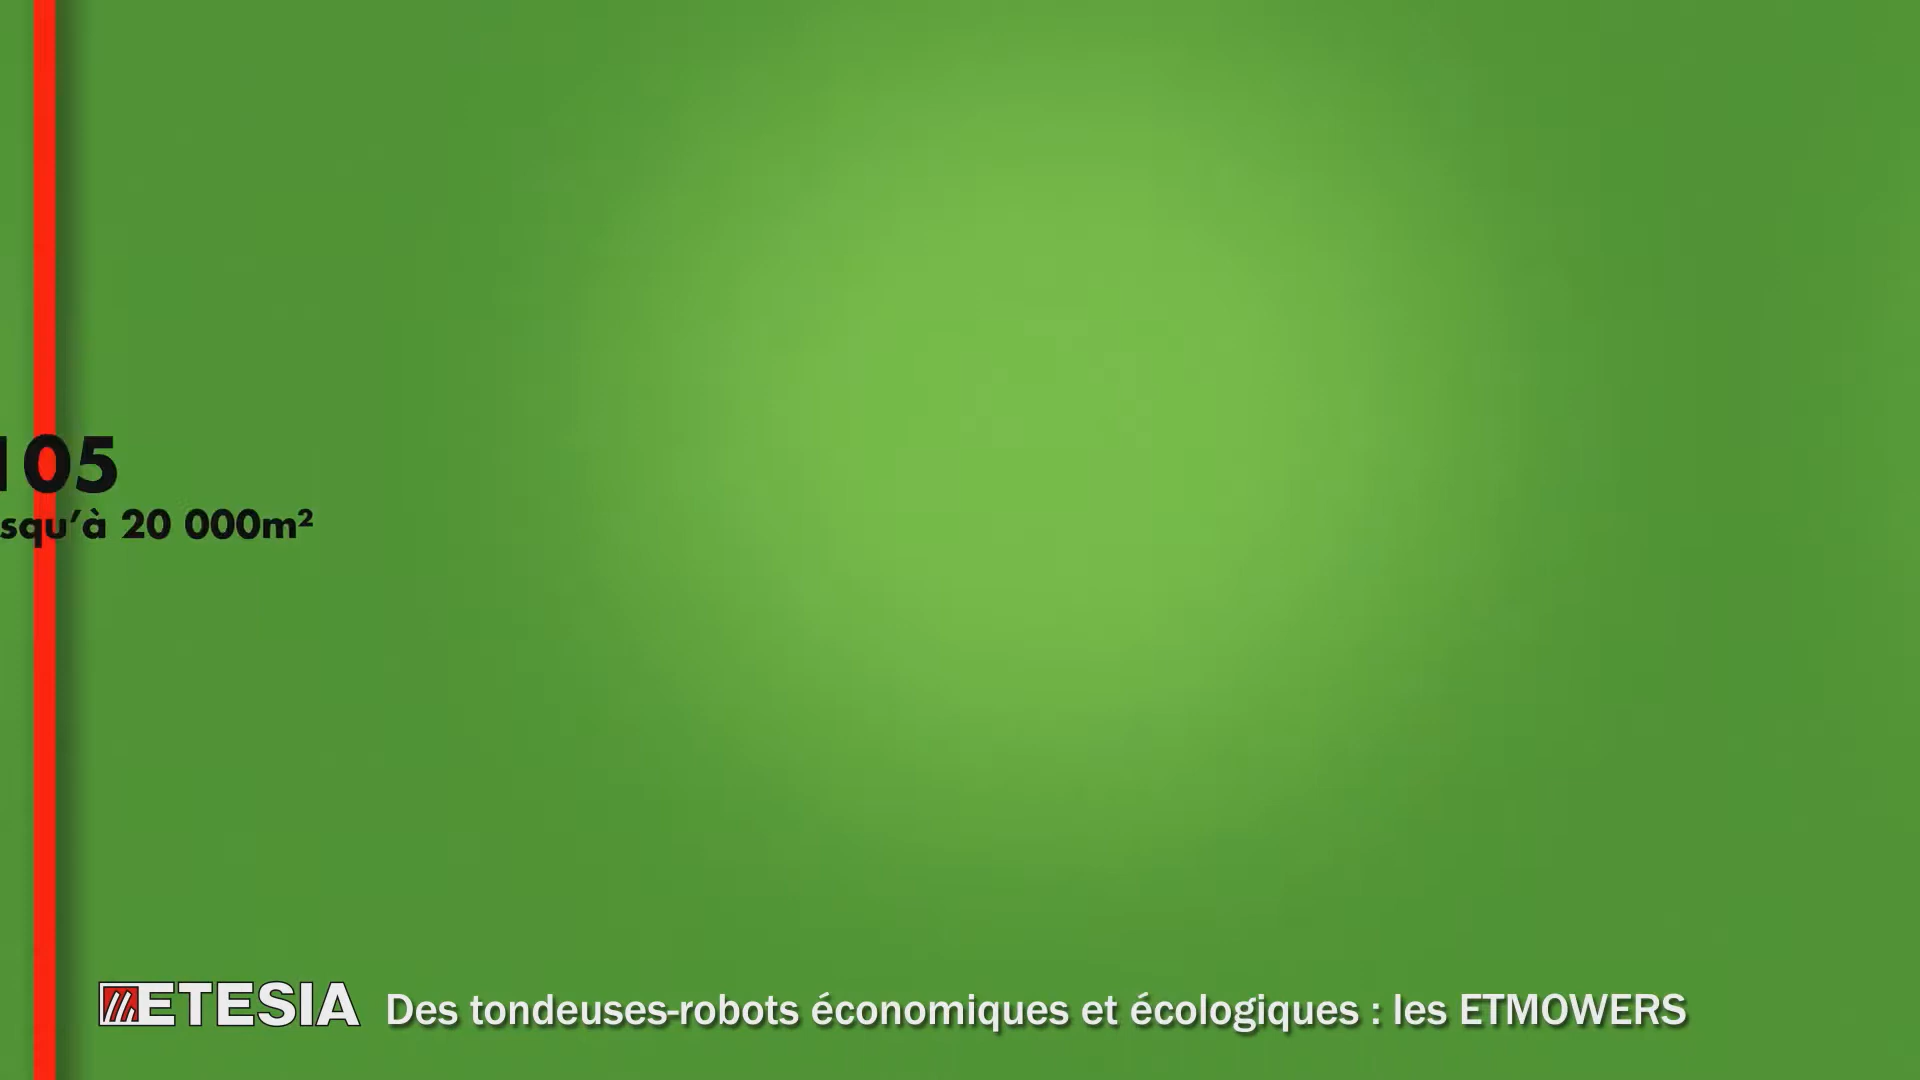 105
squ'à 20 000m²
ETESIA Des tondeuses-robots économiques et écologiques : les ETMOWERS